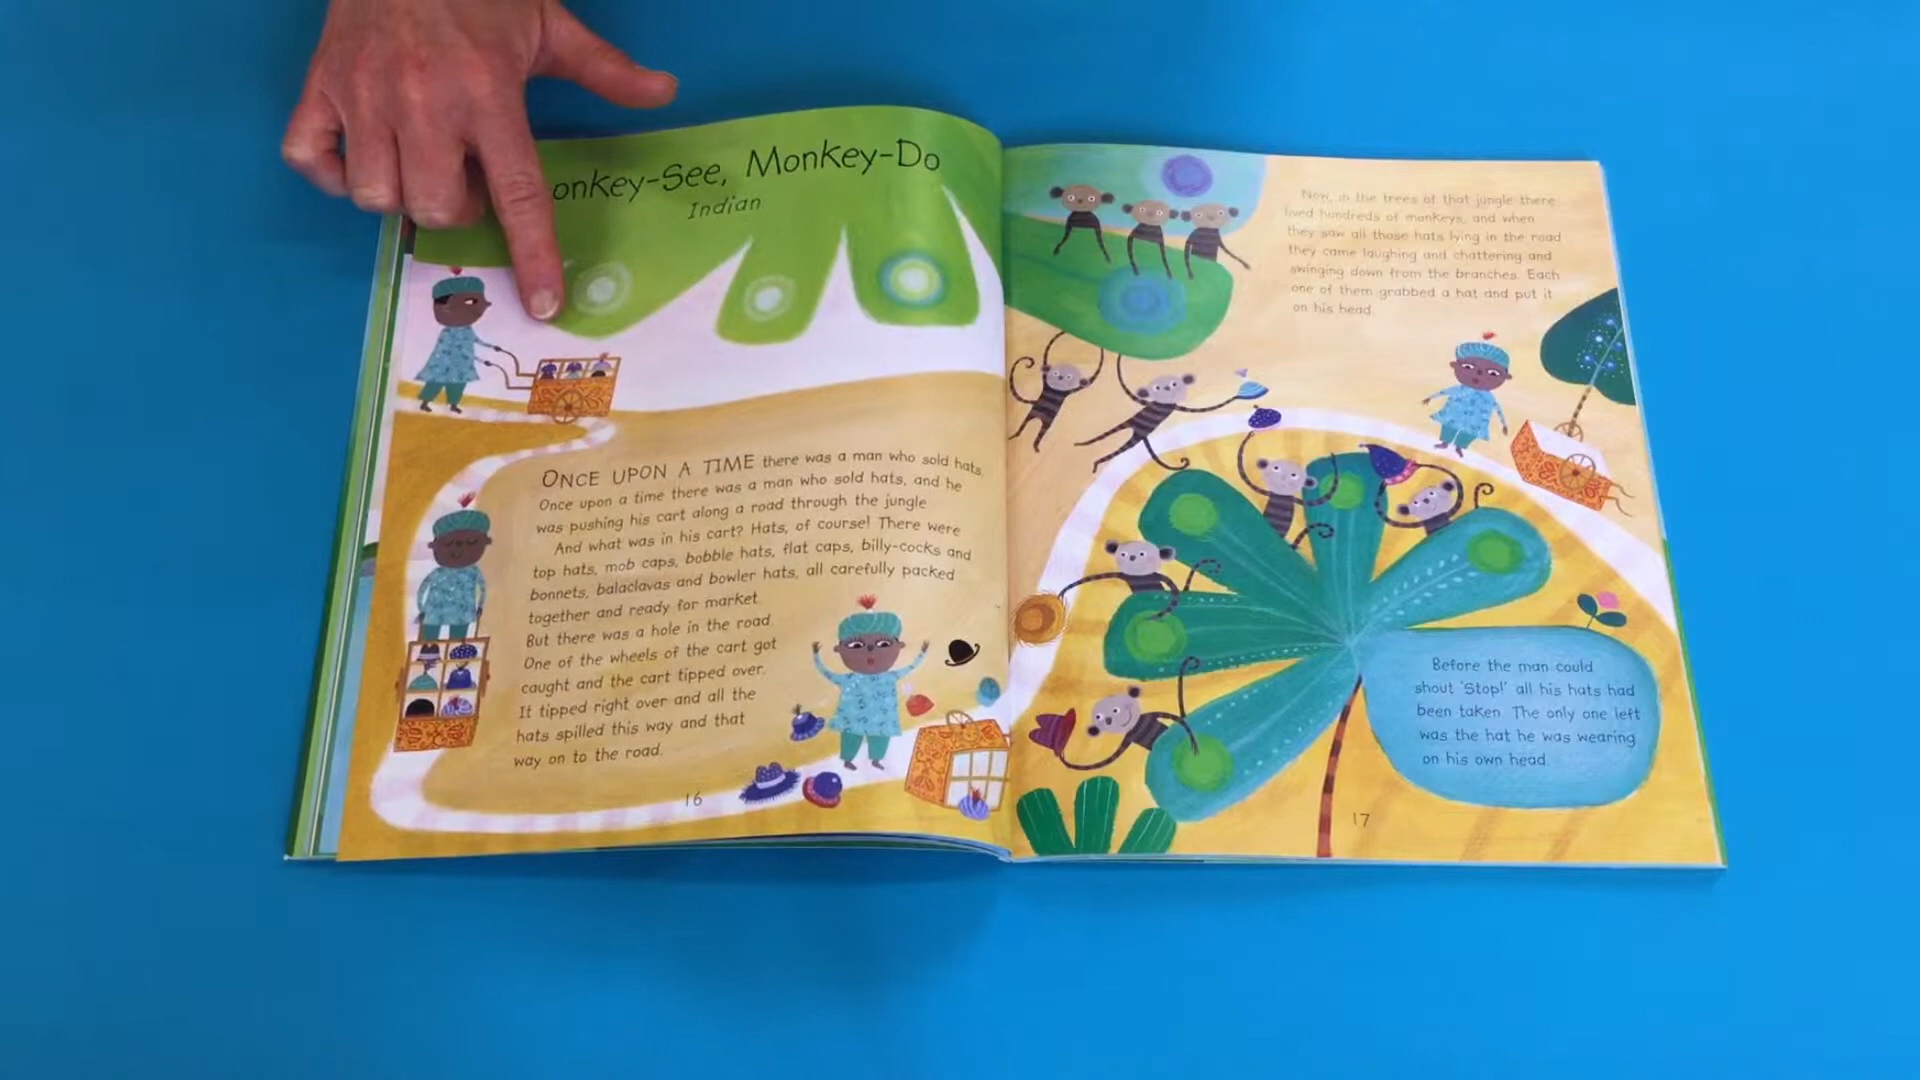 onkey-See, Monkey-Do
Indian
ONCE UPON A TIME there was a man who sold hats.
Once upon a time there was a man who sold hats, and he
was pushing his cart along a road through the jungle
And what was in his cart? Hats, of course! There were
top hats, mob caps, bobble hats, flat caps, billy-cocks and
bonnets, balaclavas and bowler hats, all carefully packed
together and ready for market.
But there was a hole in the road.
One of the wheels of the cart got
caught and the cart tipped over.
It tipped right over and all the
hats spilled this way and that
way on to the road.
16
Now, in the trees of that jungle there
lived hundreds of monkeys, and when
they saw all those hats lying in the road
they came laughing and chattering and
swinging down from the branches. Each
one of them grabbed a hat and put it
on his head.
Before the man could
shout 'Stop!' all his hats had
been taken. The only one left
was the hat he was wearing
on his own head.
17